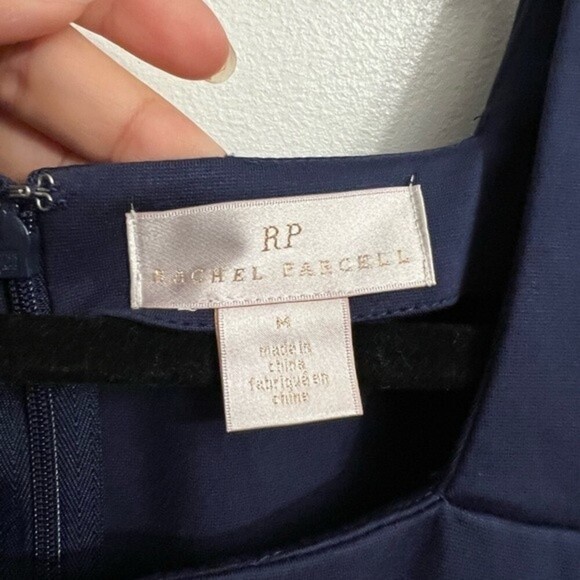 RP
RACHEL PARCELL
M
made in
china
fabriqué en
chine